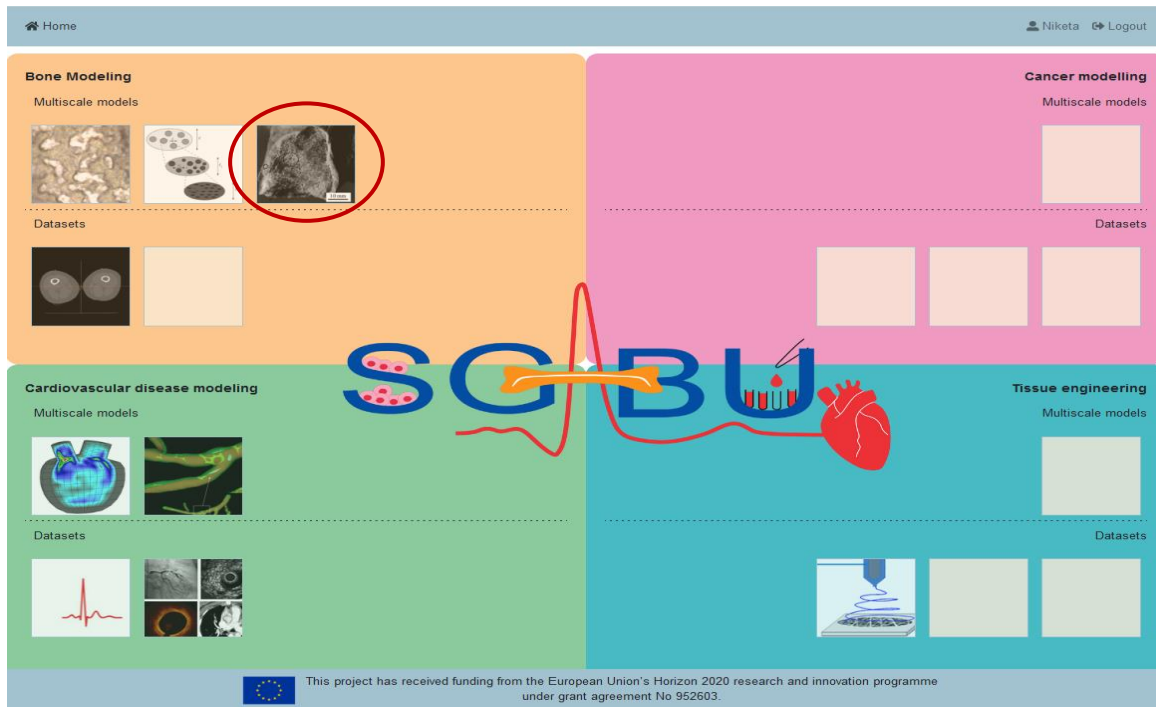 Home
Niketa Logout
Bone Modeling
Multiscale models
10 mm
Datasets
Cancer modelling
Multiscale models
Datasets
SGABU
Cardiovascular disease modeling
Multiscale models
Datasets
Tissue engineering
Multiscale models
Datasets
This project has received funding from the European Union's Horizon 2020 research and innovation programme
under grant agreement No 952603.